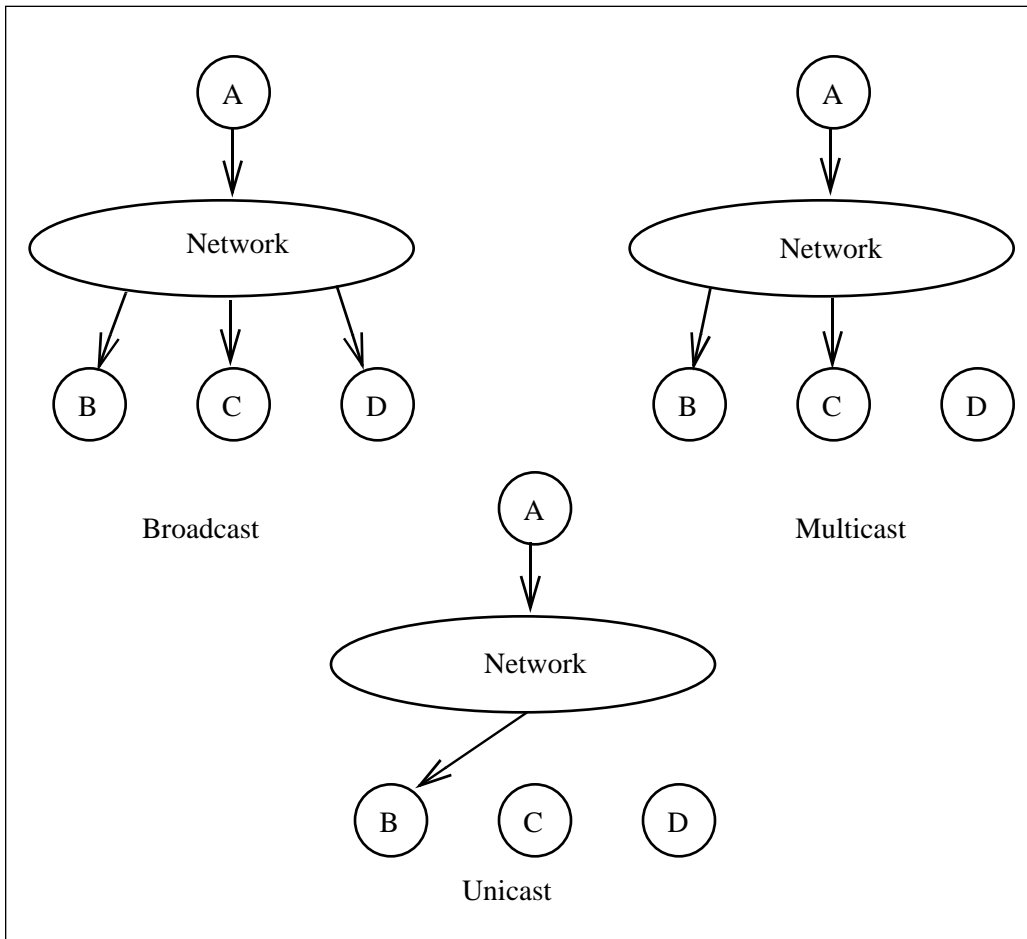 A
Network
B C D
Broadcast
A
Network
B C D
Multicast
A
Network
B C D
Unicast